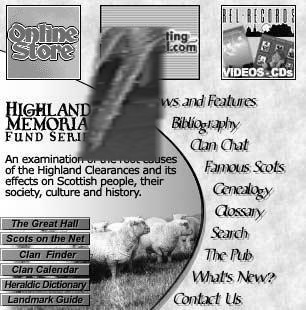 Online
Store
ting
l.com
REL-RECORDS
VIDEOS-CDs
HIGHLAND
MEMORIA
FUND SERI
ws and Features
Bibliography
Clan Chat
Famous Scots
Genealogy
Glossary
Search
The Pub
What's New?
Contact Us
An examination of the root causes
of the Highland Clearances and its
effects on Scottish people, their
society, culture and history.
The Great Hall
Scots on the Net
Clan Finder
Clan Calendar
Heraldic Dictionary
Landmark Guide